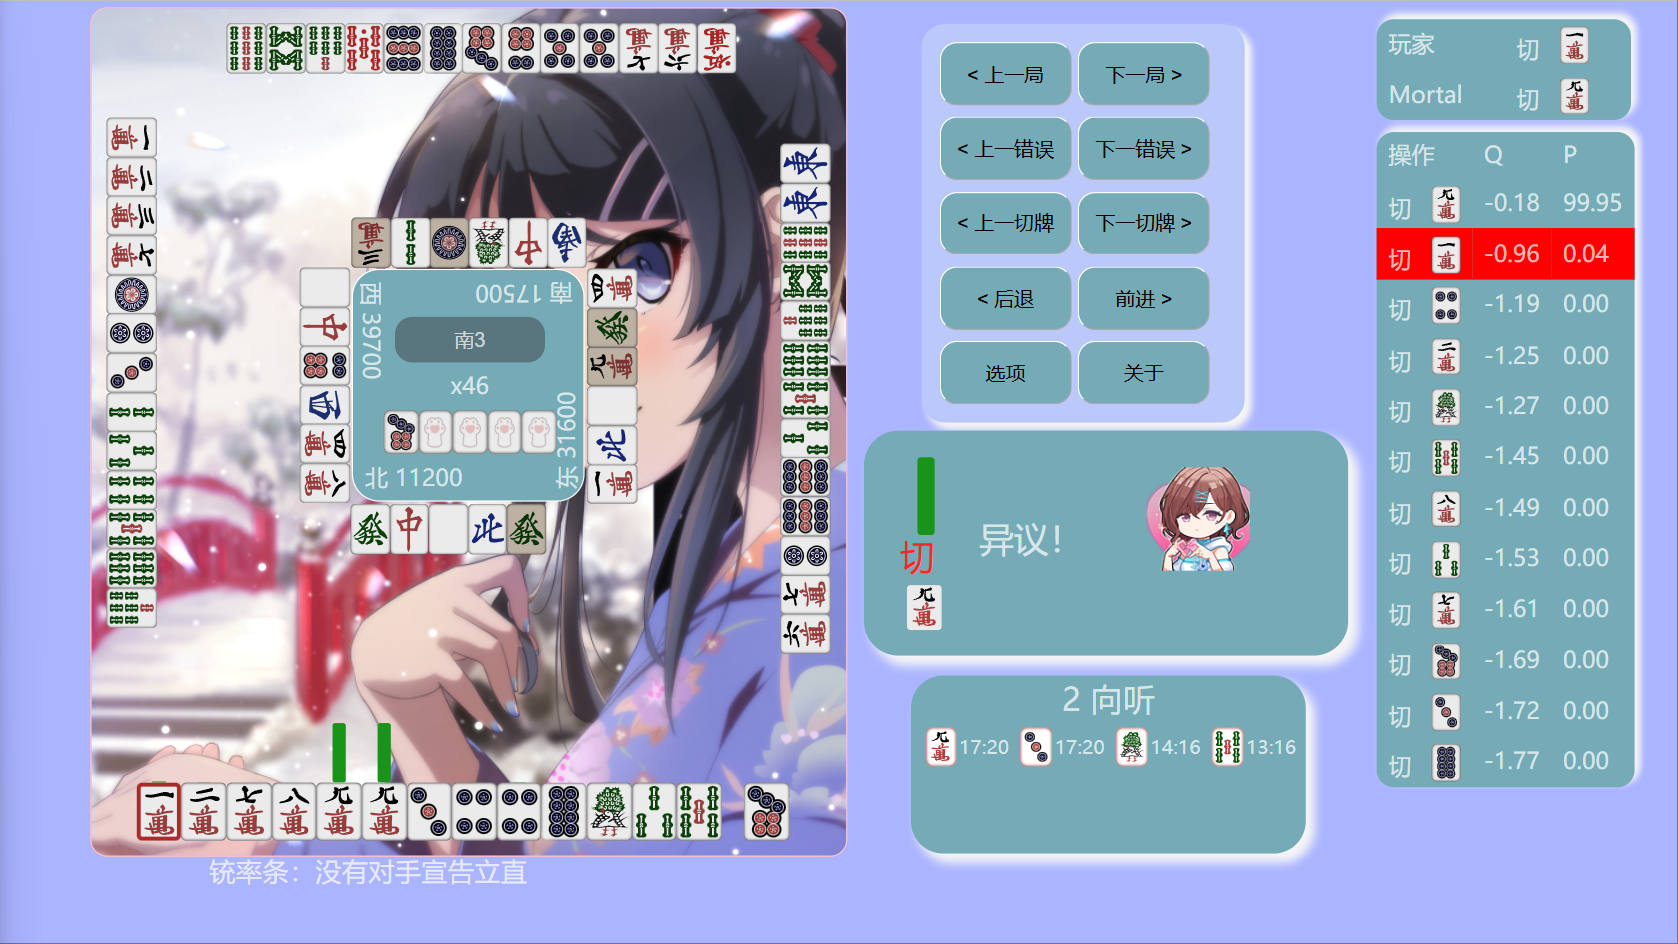 < 上一局
下一局 >
< 上一错误
下一错误 >
< 上一切牌
下一切牌 >
< 后退
前进 >
选项
关于
南 17500
西 39700
南3
x46
东 31600
北 11200
铳率条：没有对手宣告立直
切
异议！
2 向听
17:20
17:20
14:16
13:16
玩家 切
Mortal 切
操作 Q P
切 -0.18 99.95
切 -0.96 0.04
切 -1.19 0.00
切 -1.25 0.00
切 -1.27 0.00
切 -1.45 0.00
切 -1.49 0.00
切 -1.53 0.00
切 -1.61 0.00
切 -1.69 0.00
切 -1.72 0.00
切 -1.77 0.00